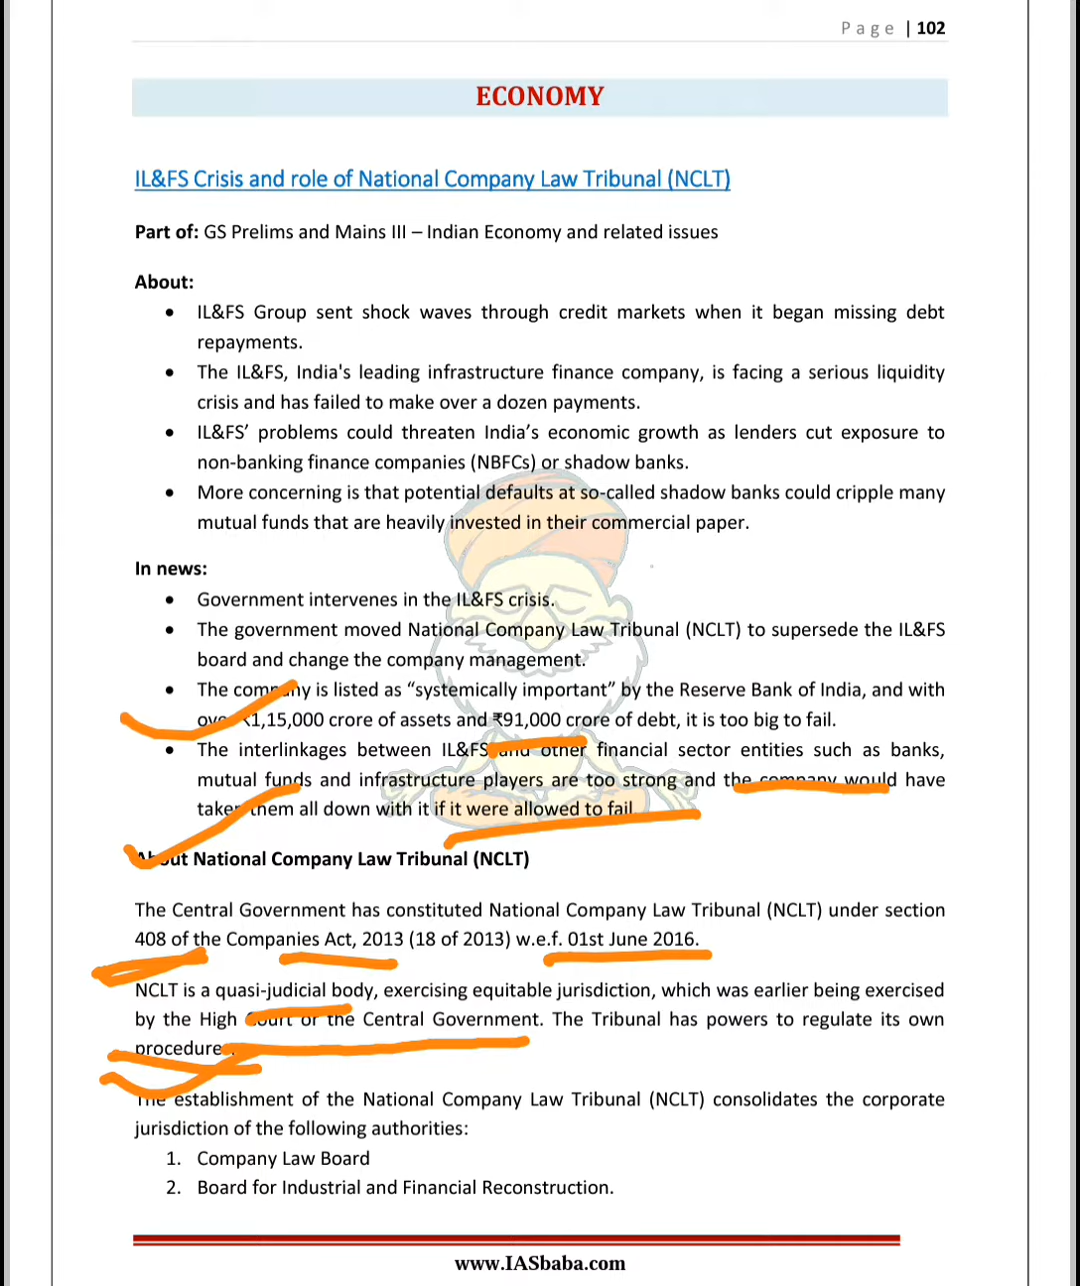 Page | 102
ECONOMY
IL&FS Crisis and role of National Company Law Tribunal (NCLT)
Part of: GS Prelims and Mains III – Indian Economy and related issues
About:
• IL&FS Group sent shock waves through credit markets when it began missing debt
repayments.
• The IL&FS, India's leading infrastructure finance company, is facing a serious liquidity
crisis and has failed to make over a dozen payments.
• IL&FS’ problems could threaten India’s economic growth as lenders cut exposure to
non-banking finance companies (NBFCs) or shadow banks.
• More concerning is that potential defaults at so-called shadow banks could cripple many
mutual funds that are heavily invested in their commercial paper.
In news:
• Government intervenes in the IL&FS crisis.
• The government moved National Company Law Tribunal (NCLT) to supersede the IL&FS
board and change the company management.
• The company is listed as “systemically important” by the Reserve Bank of India, and with
over ₹1,15,000 crore of assets and ₹91,000 crore of debt, it is too big to fail.
• The interlinkages between IL&FS and other financial sector entities such as banks,
mutual funds and infrastructure players are too strong and the company would have
taken them all down with it if it were allowed to fail
About National Company Law Tribunal (NCLT)
The Central Government has constituted National Company Law Tribunal (NCLT) under section
408 of the Companies Act, 2013 (18 of 2013) w.e.f. 01st June 2016.
NCLT is a quasi-judicial body, exercising equitable jurisdiction, which was earlier being exercised
by the High Court or the Central Government. The Tribunal has powers to regulate its own
procedure
The establishment of the National Company Law Tribunal (NCLT) consolidates the corporate
jurisdiction of the following authorities:
1. Company Law Board
2. Board for Industrial and Financial Reconstruction.
www.IASbaba.com